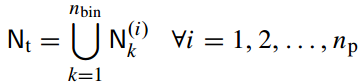 N_t = ⋃_{k=1}^{n_bin} N_k^{(i)} ∀i = 1, 2, . . . , n_p